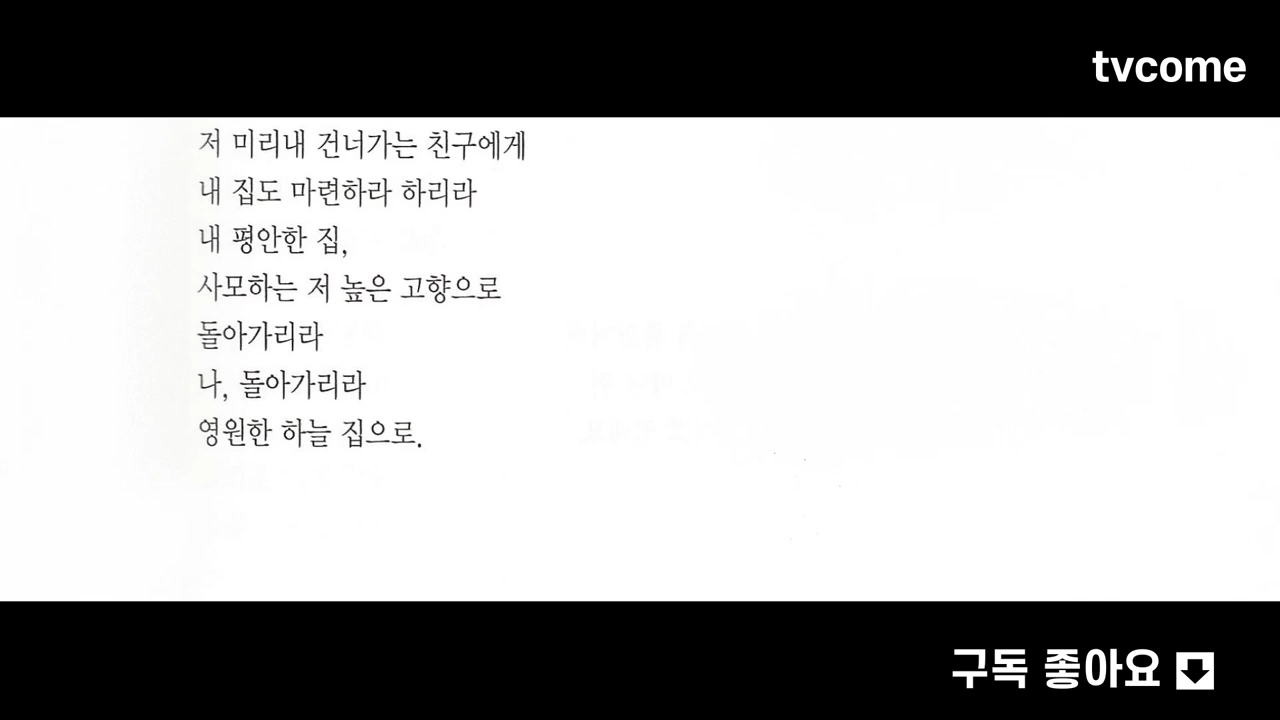 tvcome
저 미리내 건너가는 친구에게
내 집도 마련하라 하리라
내 평안한 집,
사모하는 저 높은 고향으로
돌아가리라
나, 돌아가리라
영원한 하늘 집으로.
구독 좋아요